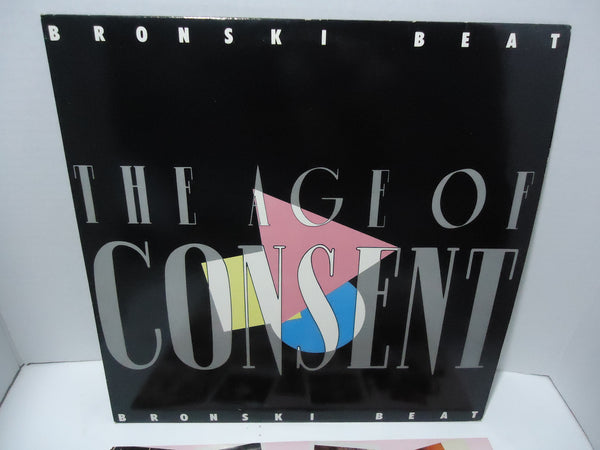 BRONSKI BEAT
THE AGE OF
CONSENT
BRONSKI BEAT